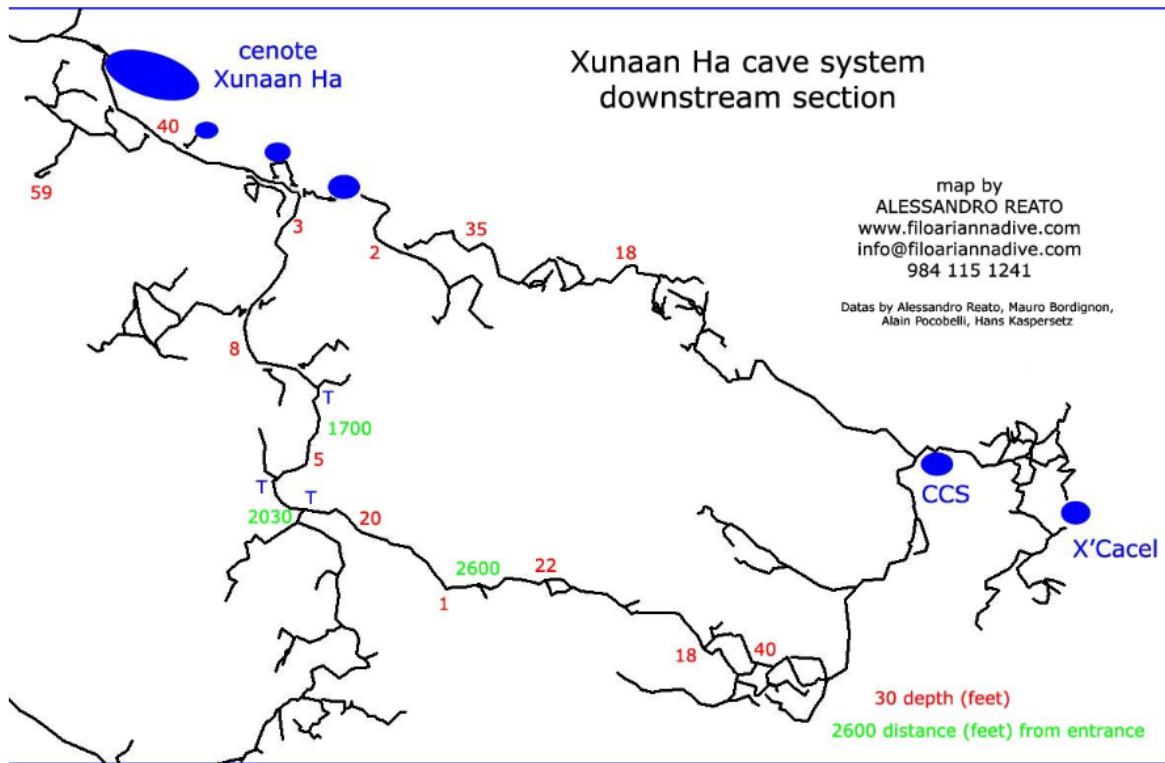 cenote
Xunaan Ha
Xunaan Ha cave system
downstream section
40
59
3
2
35
18
map by
ALESSANDRO REATO
www.filoariannadive.com
info@filoariannadive.com
984 115 1241
Datas by Alessandro Reato, Mauro Bordignon,
Alain Pocobelli, Hans Kaspersetz
8
T
1700
5
T
T
2030
20
CCS
X'Cacel
2600
22
1
18
40
30 depth (feet)
2600 distance (feet) from entrance